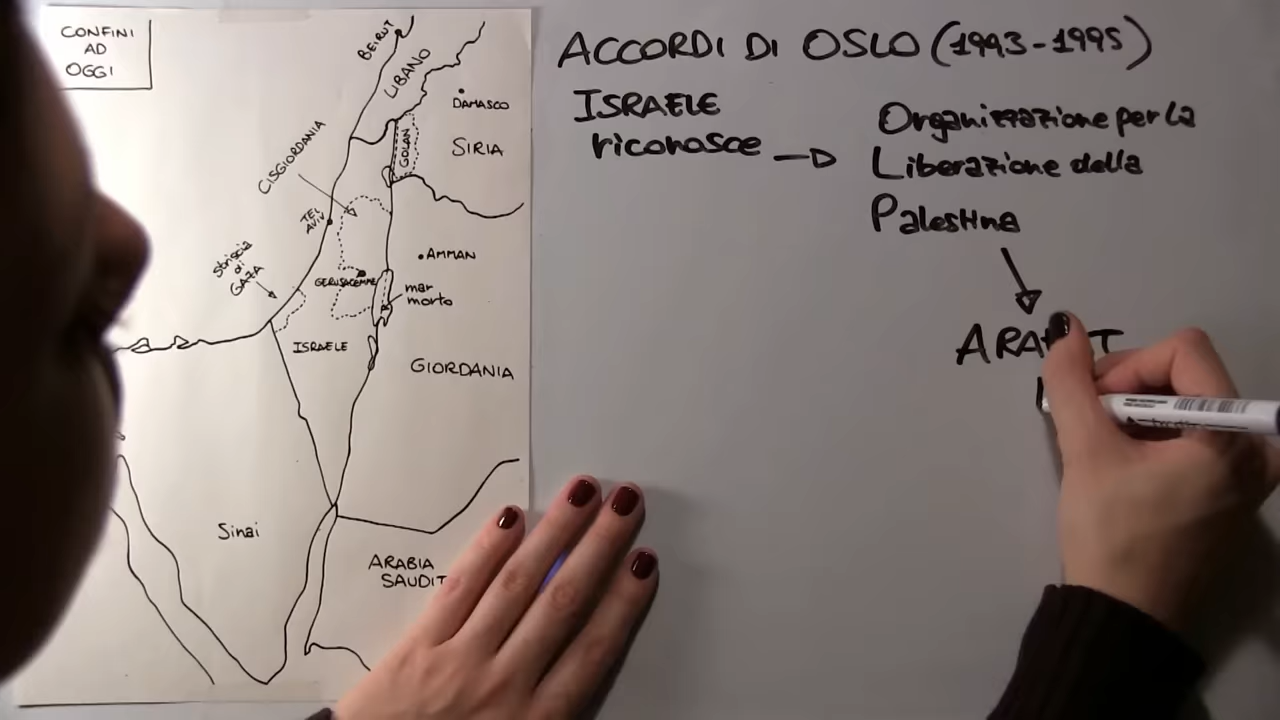 CONFINI
AD
OGGI
BEIRUT
LIBANO
DAMASCO
GOLAN
SIRIA
CISGIORDANIA
TEL
AVIV
AMMAN
striscia
di
GAZA
GERUSALEMME
mar
morto
ISRAELE
GIORDANIA
Sinai
ARABIA
SAUDIT
ACCORDI DI OSLO (1993-1995)
ISRAELE
riconosce
Organizzazione per la
Liberazione della
Palestina